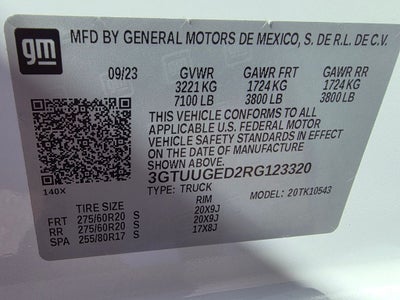 gm MFD BY GENERAL MOTORS DE MEXICO, S. DE R.L. DE C.V.
09/23 GVWR GAWR FRT GAWR RR
3221 KG 1724 KG 1724 KG
7100 LB 3800 LB 3800 LB
THIS VEHICLE CONFORMS TO ALL
APPLICABLE U.S. FEDERAL MOTOR
VEHICLE SAFETY AND THEFT PREVENTION
STANDARDS IN EFFECT ON THE
DATE OF MANUFACTURE
SHOWN ABOVE.
3GTUUGED2RG123320
140X TYPE: TRUCK MODEL: 20TK10543
TIRE SIZE RIM
FRT 275/60R20 S 20X9J
RR 275/60R20 S 20X9J
SPA 255/80R17 S 17X8J